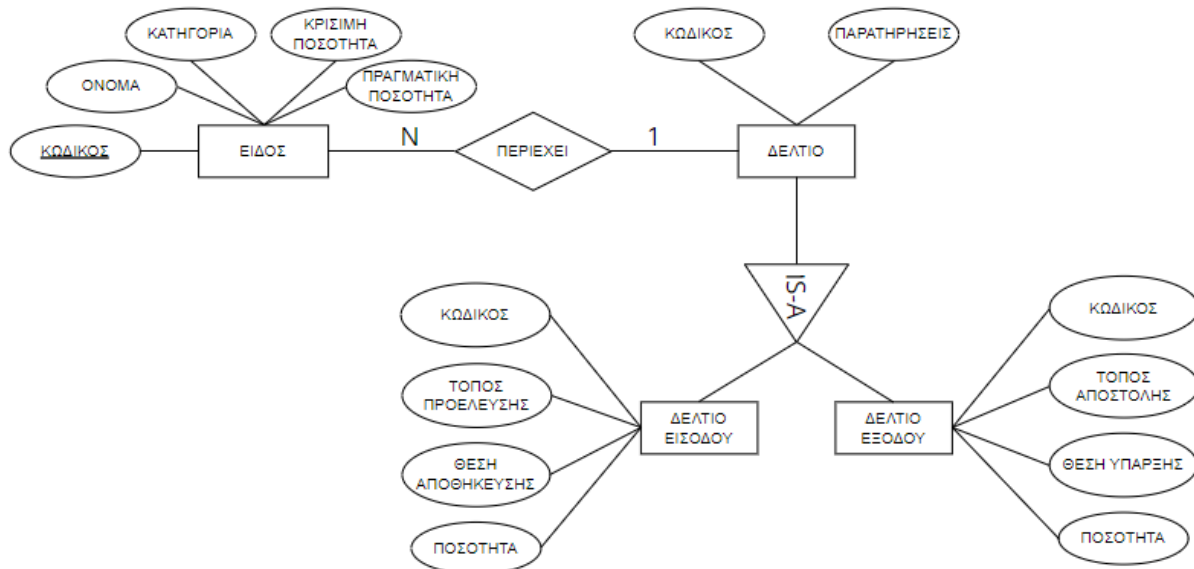 ΚΑΤΗΓΟΡΙΑ
ΚΡΙΣΙΜΗ
ΠΟΣΟΤΗΤΑ
ΚΩΔΙΚΟΣ
ΠΑΡΑΤΗΡΗΣΕΙΣ
ΟΝΟΜΑ
ΠΡΑΓΜΑΤΙΚΗ
ΠΟΣΟΤΗΤΑ
ΚΩΔΙΚΟΣ
ΕΙΔΟΣ
N
ΠΕΡΙΕΧΕΙ
1
ΔΕΛΤΙΟ
IS-A
ΚΩΔΙΚΟΣ
ΤΟΠΟΣ
ΠΡΟΕΛΕΥΣΗΣ
ΘΕΣΗ
ΑΠΟΘΗΚΕΥΣΗΣ
ΠΟΣΟΤΗΤΑ
ΔΕΛΤΙΟ
ΕΙΣΟΔΟΥ
ΔΕΛΤΙΟ
ΕΞΟΔΟΥ
ΚΩΔΙΚΟΣ
ΤΟΠΟΣ
ΑΠΟΣΤΟΛΗΣ
ΘΕΣΗ ΥΠΑΡΞΗΣ
ΠΟΣΟΤΗΤΑ